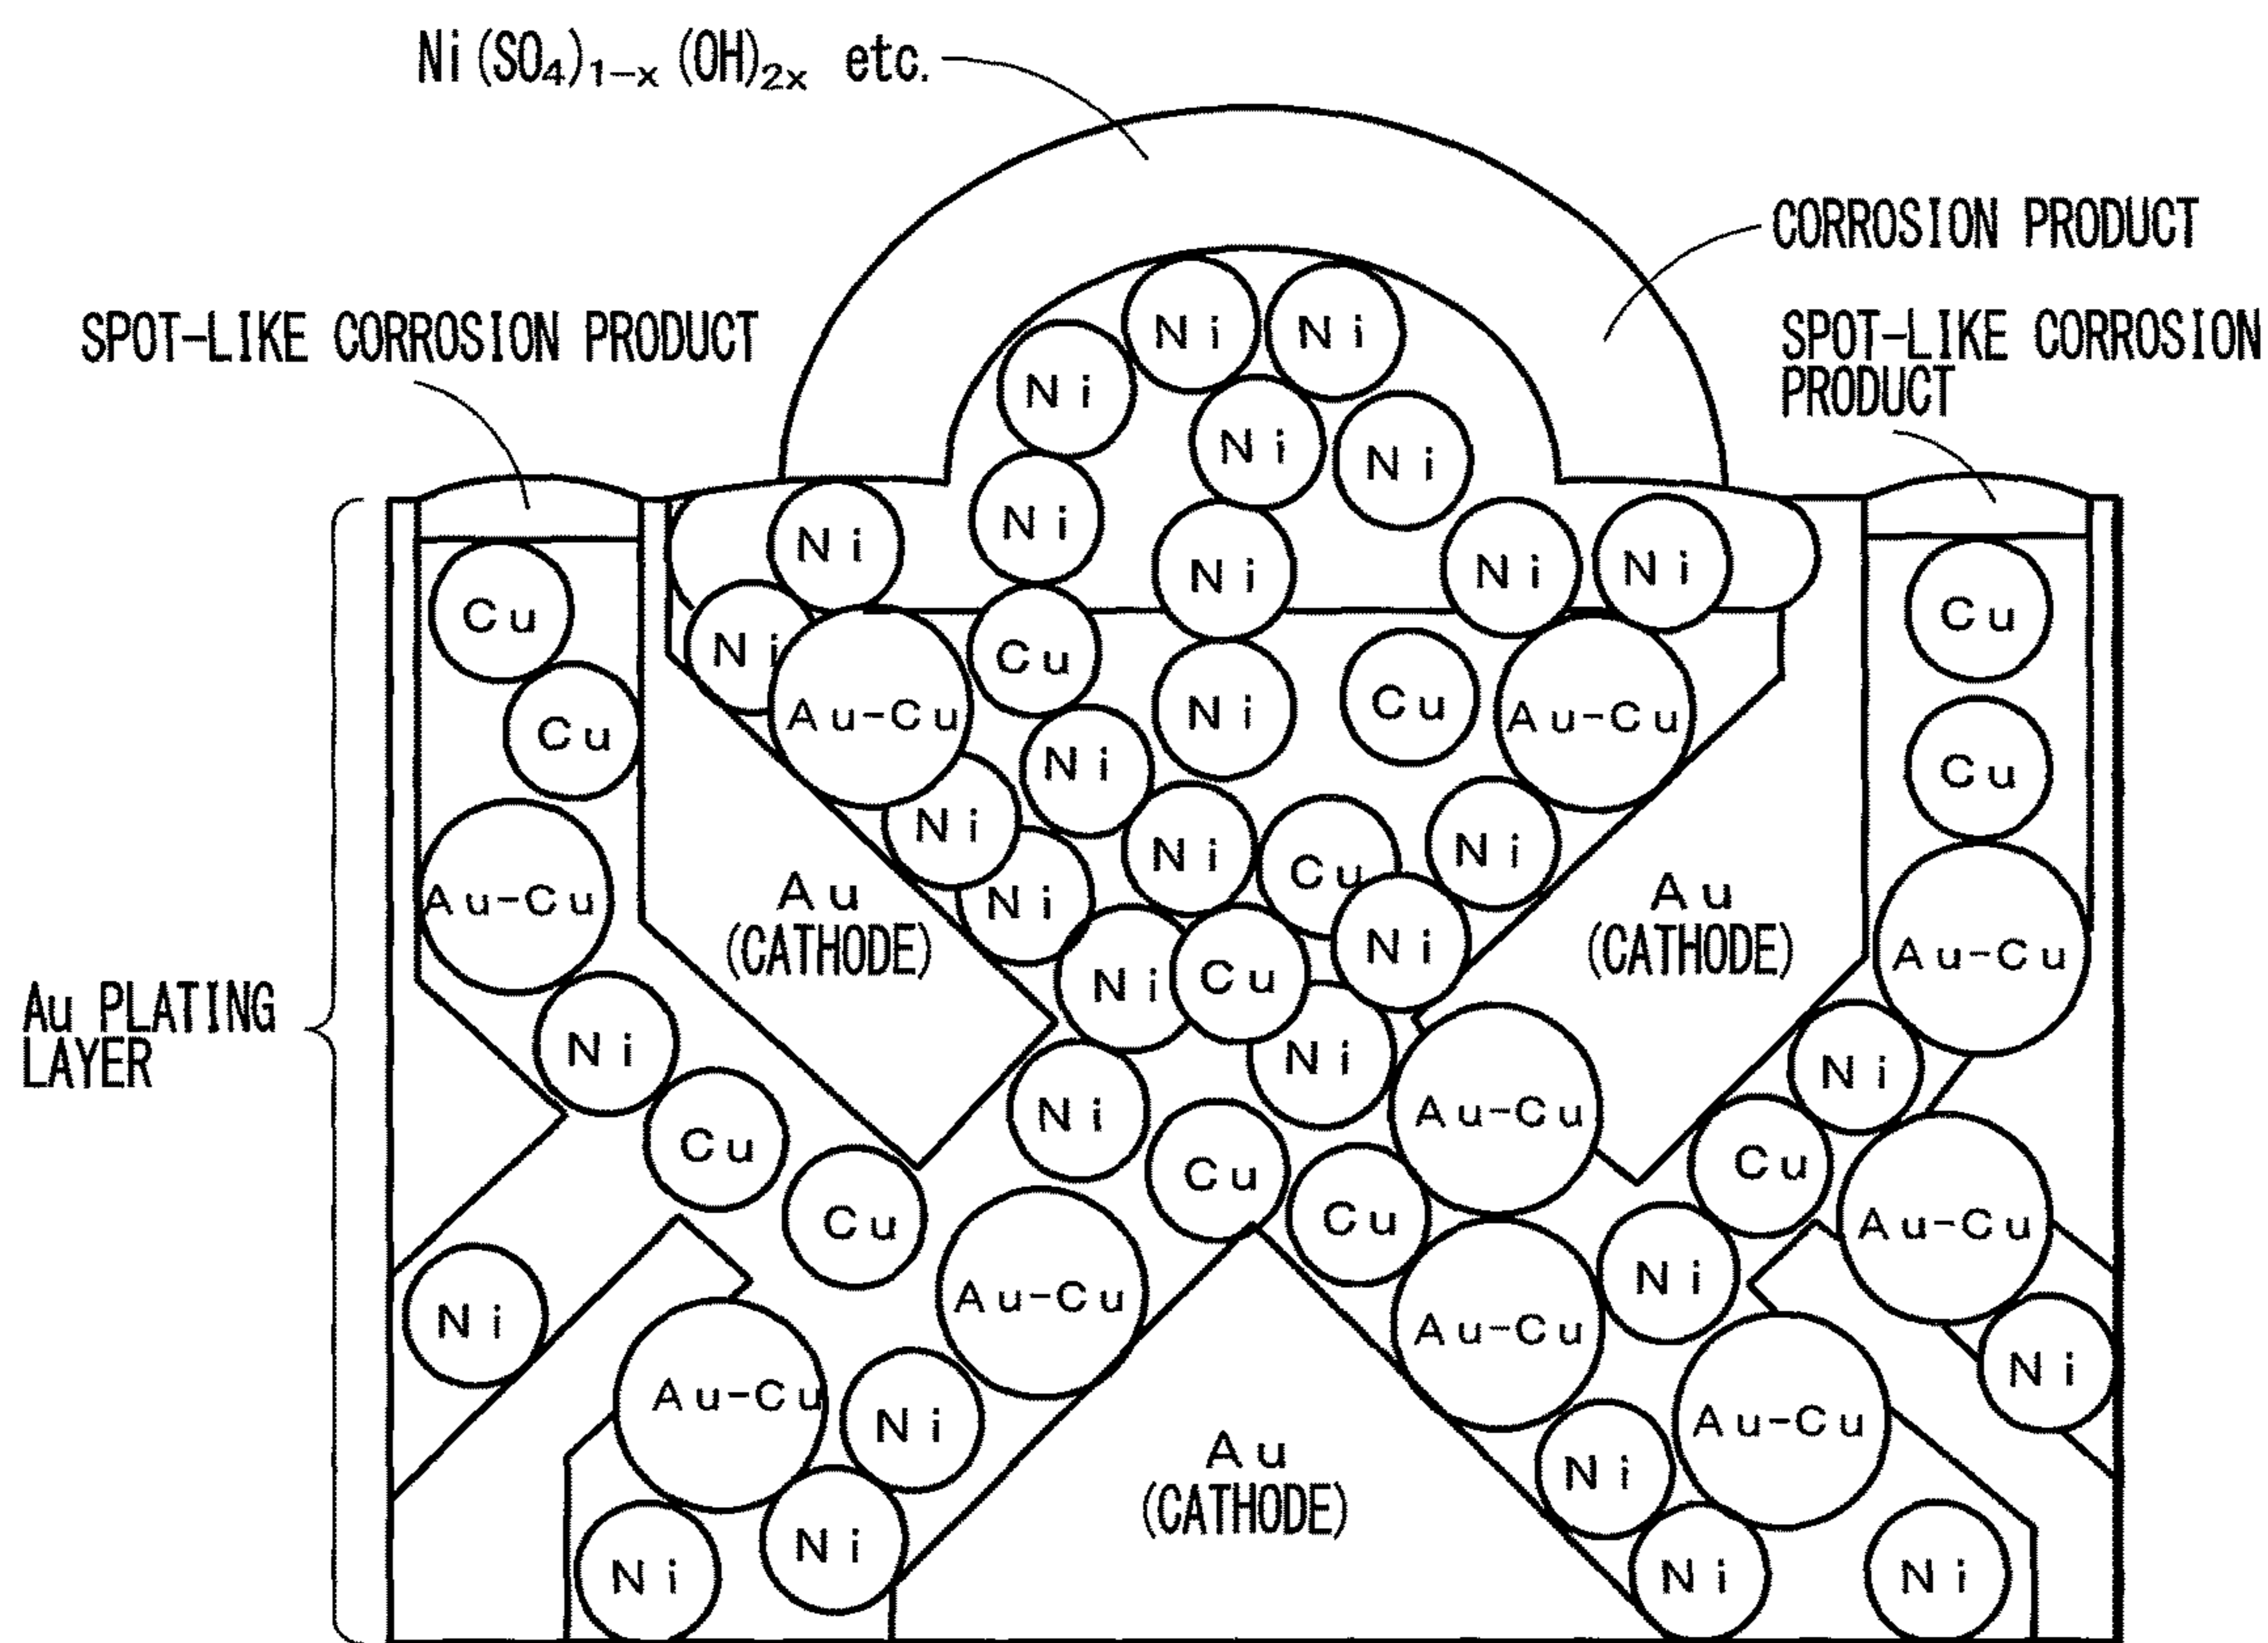 Ni(SO₄)₁₋ₓ(OH)₂ₓ etc.
CORROSION PRODUCT
SPOT-LIKE CORROSION PRODUCT
SPOT-LIKE CORROSION
PRODUCT
Ni
Ni
Ni
Ni
Ni
Ni
Ni
Ni
Ni
Ni
Cu
Cu
Ni
Cu
Cu
Au-Cu
Ni
Au-Cu
Cu
Ni
Cu
Ni
Ni
Ni
Cu
Au-Cu
Ni
Au
(CATHODE)
Au
(CATHODE)
Ni
Au-Cu
Ni
Cu
Au PLATING
LAYER
Ni
Ni
Ni
Ni
Au-Cu
Cu
Cu
Cu
Cu
Cu
Au-Cu
Ni
Au-Cu
Ni
Au-Cu
Ni
Au-Cu
Ni
Au-Cu
Au
(CATHODE)
Ni
Ni
Ni
Ni
Ni